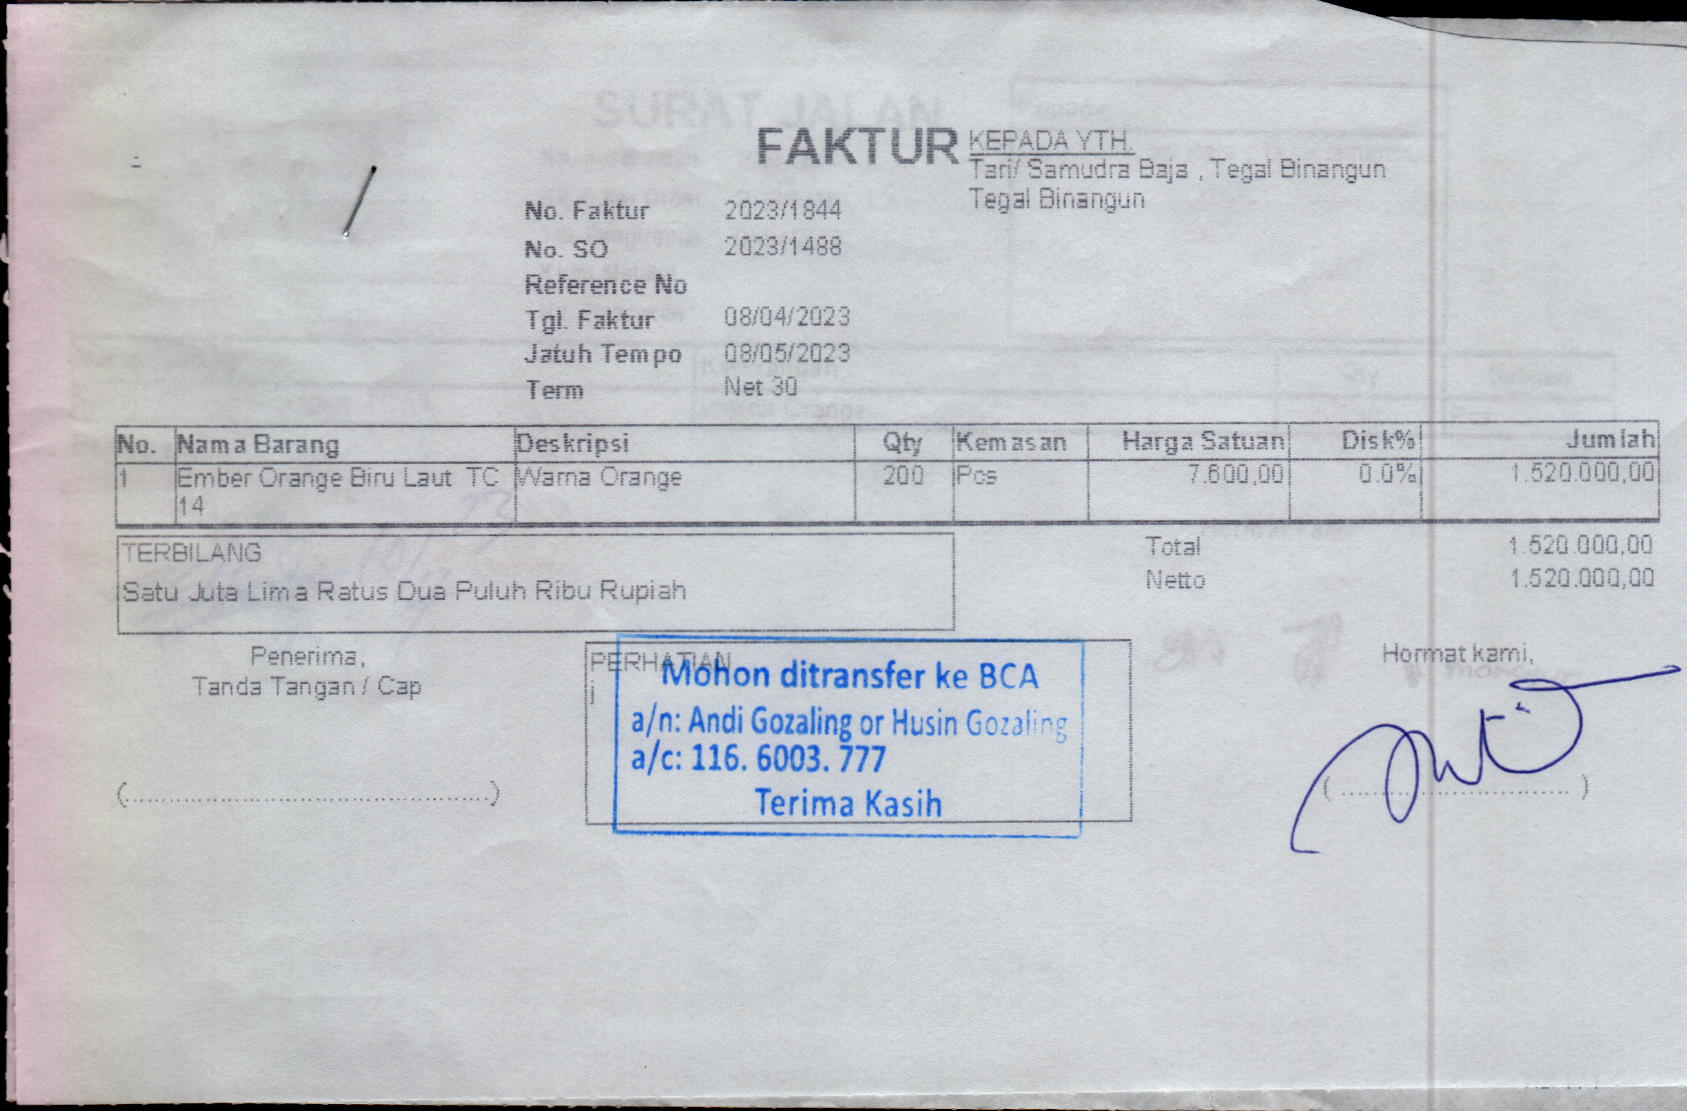 SURAT JALAN
FAKTUR
KEPADA YTH.
Tari/ Samudra Baja , Tegal Binangun
Tegal Binangun
No. Faktur 2023/1844
No. SO 2023/1488
Reference No
Tgl. Faktur 08/04/2023
Jatuh Tempo 08/05/2023
Term Net 30
No. Nama Barang Deskripsi Qty Kemasan Harga Satuan Disk% Jumlah
1 Ember Orange Biru Laut TC Warna Orange 200 Pcs 7.600,00 0.0% 1.520.000,00
14
TERBILANG
Satu Juta Lima Ratus Dua Puluh Ribu Rupiah
Total 1.520.000,00
Netto 1.520.000,00
Penerima,
Tanda Tangan / Cap
(..............................................)
PERHATIAN
j
Mohon ditransfer ke BCA
a/n: Andi Gozaling or Husin Gozaling
a/c: 116. 6003. 777
Terima Kasih
Hormat kami,
(..............................)